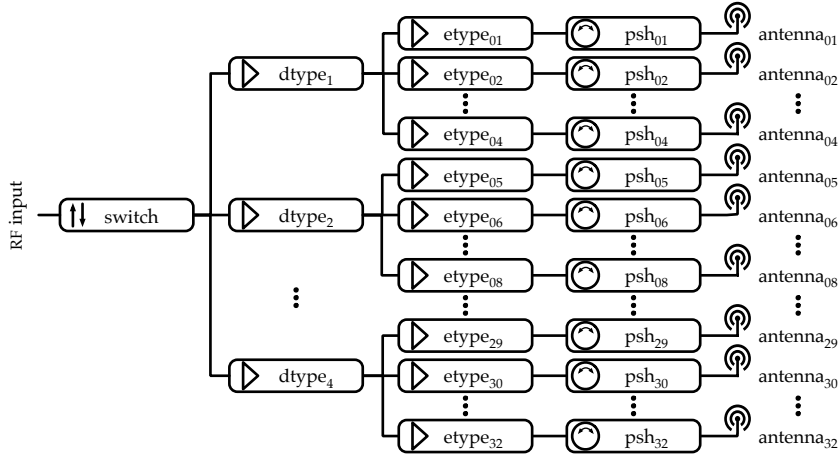 etype₀₁ psh₀₁ antenna₀₁
dtype₁ etype₀₂ psh₀₂ antenna₀₂
etype₀₄ psh₀₄ antenna₀₄
etype₀₅ psh₀₅ antenna₀₅
RF input switch dtype₂ etype₀₆ psh₀₆ antenna₀₆
etype₀₈ psh₀₈ antenna₀₈
etype₂₉ psh₂₉ antenna₂₉
dtype₄ etype₃₀ psh₃₀ antenna₃₀
etype₃₂ psh₃₂ antenna₃₂